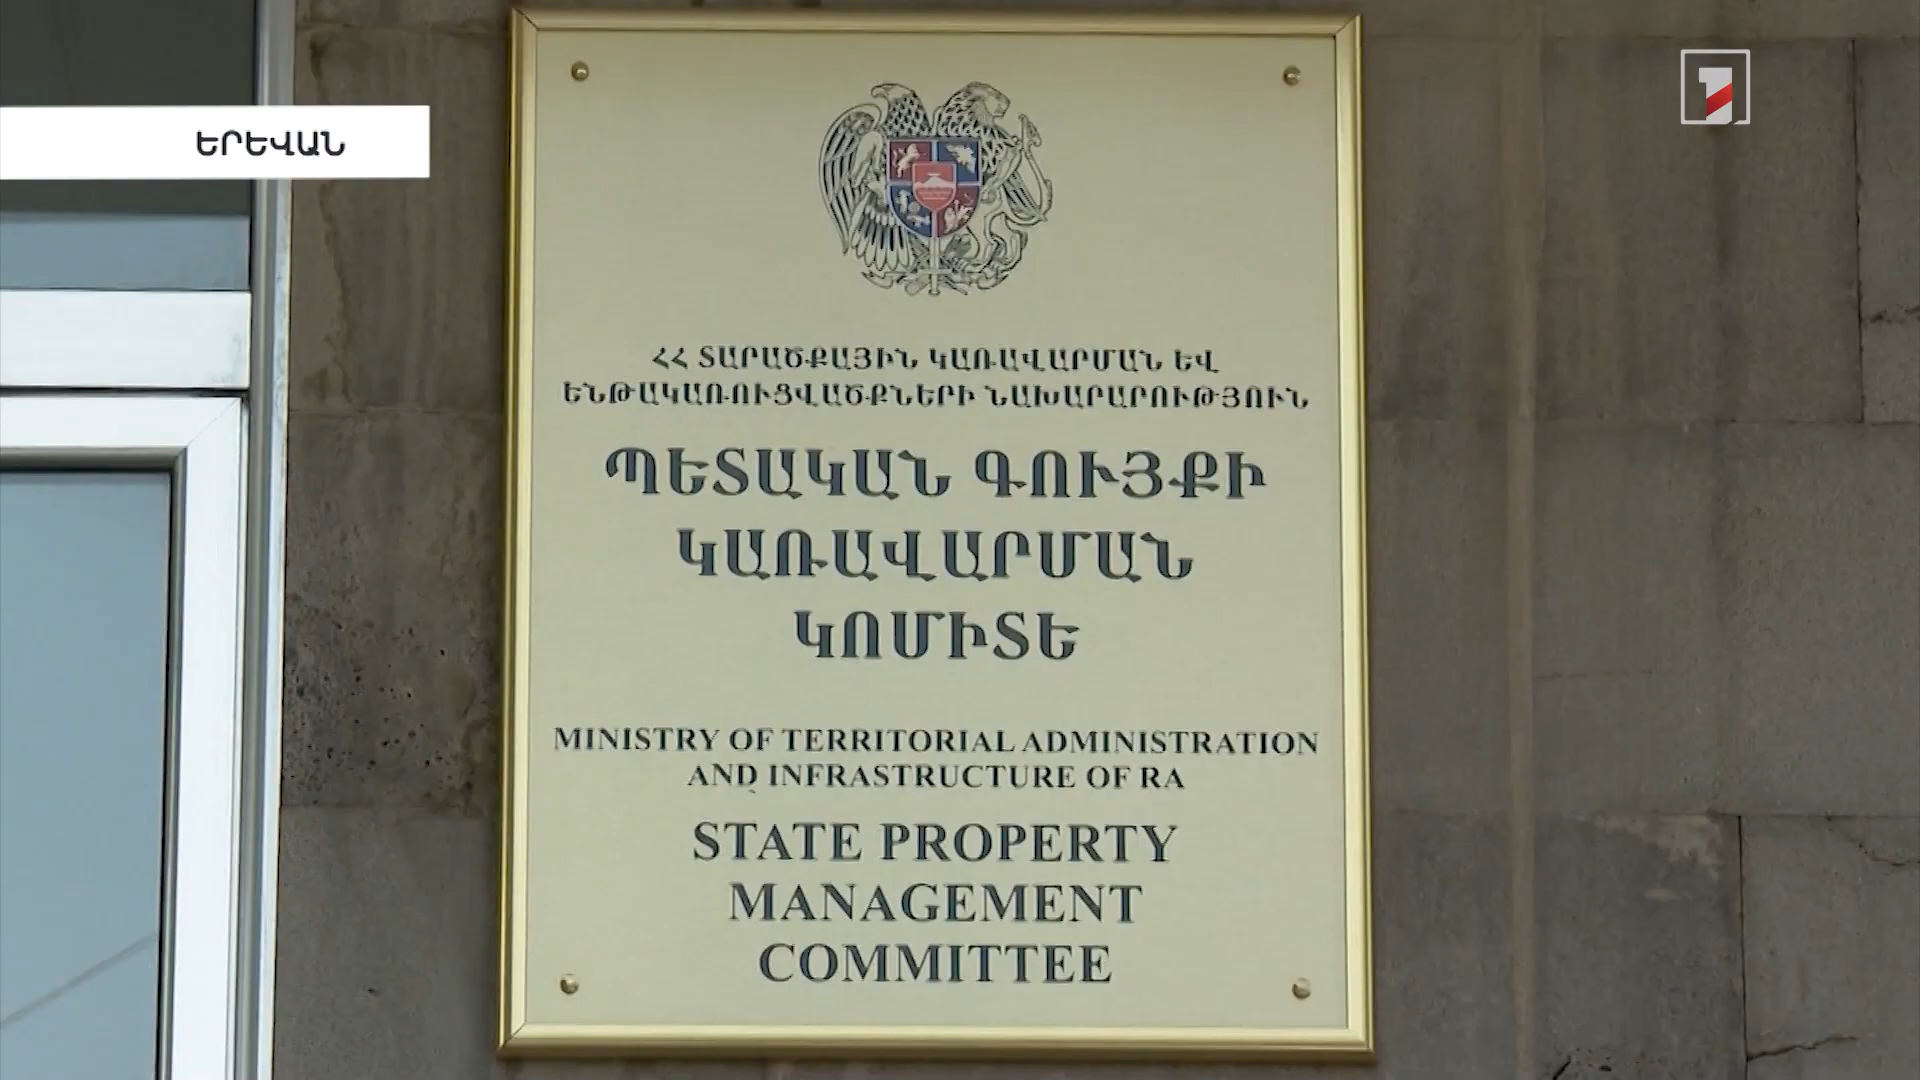 ԵՐԵՎԱՆ
ՀՀ ՏԱՐԱԾՔԱՅԻՆ ԿԱՌԱՎԱՐՄԱՆ ԵՎ
ԵՆԹԱԿԱՌՈՒՑՎԱԾՔՆԵՐԻ ՆԱԽԱՐԱՐՈՒԹՅՈՒՆ
ՊԵՏԱԿԱՆ ԳՈՒՅՔԻ
ԿԱՌԱՎԱՐՄԱՆ
ԿՈՄԻՏԵ
MINISTRY OF TERRITORIAL ADMINISTRATION
AND INFRASTRUCTURE OF RA
STATE PROPERTY
MANAGEMENT
COMMITTEE